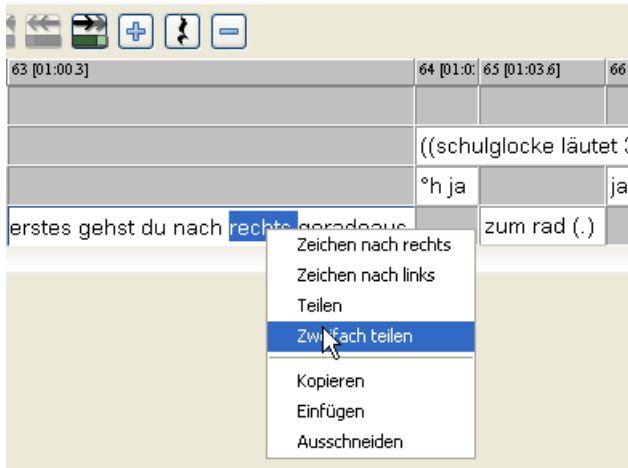 63 [01:00.3] 64 [01:0: 65 [01:03.6] 66
((schulglocke läutet
°h ja ja
erstes gehst du nach rechts geradeaus zum rad (.)
Zeichen nach rechts
Zeichen nach links
Teilen
Zweifach teilen
Kopieren
Einfügen
Ausschneiden